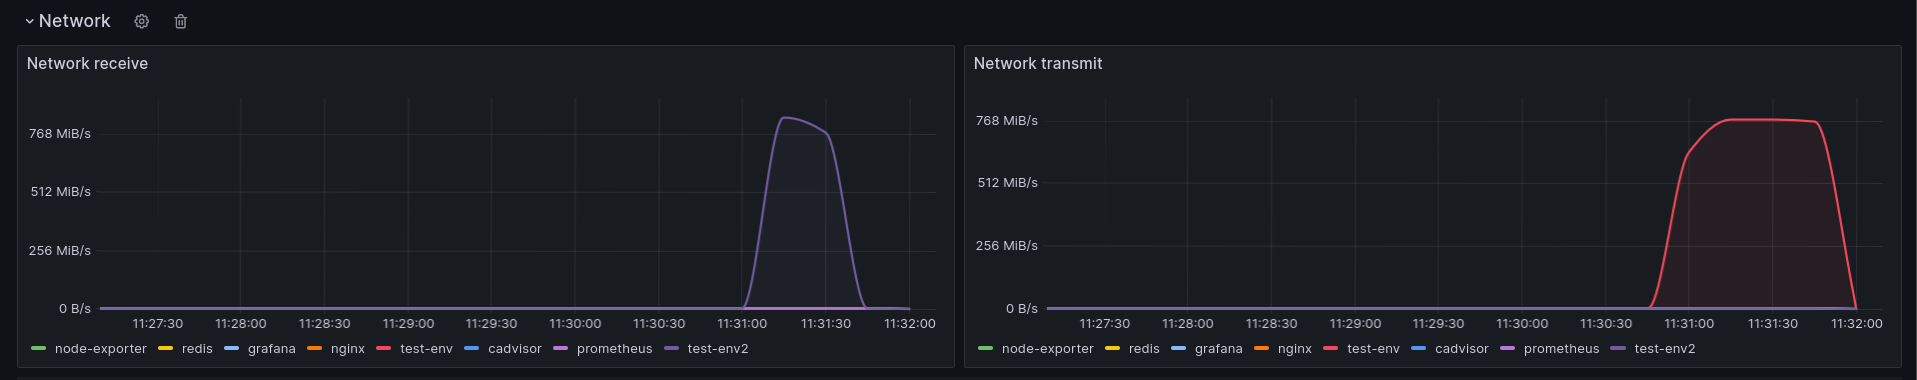 Network
Network receive
768 MiB/s
512 MiB/s
256 MiB/s
0 B/s
11:27:30 11:28:00 11:28:30 11:29:00 11:29:30 11:30:00 11:30:30 11:31:00 11:31:30 11:32:00
node-exporter redis grafana nginx test-env cadvisor prometheus test-env2
Network transmit
768 MiB/s
512 MiB/s
256 MiB/s
0 B/s
11:27:30 11:28:00 11:28:30 11:29:00 11:29:30 11:30:00 11:30:30 11:31:00 11:31:30 11:32:00
node-exporter redis grafana nginx test-env cadvisor prometheus test-env2